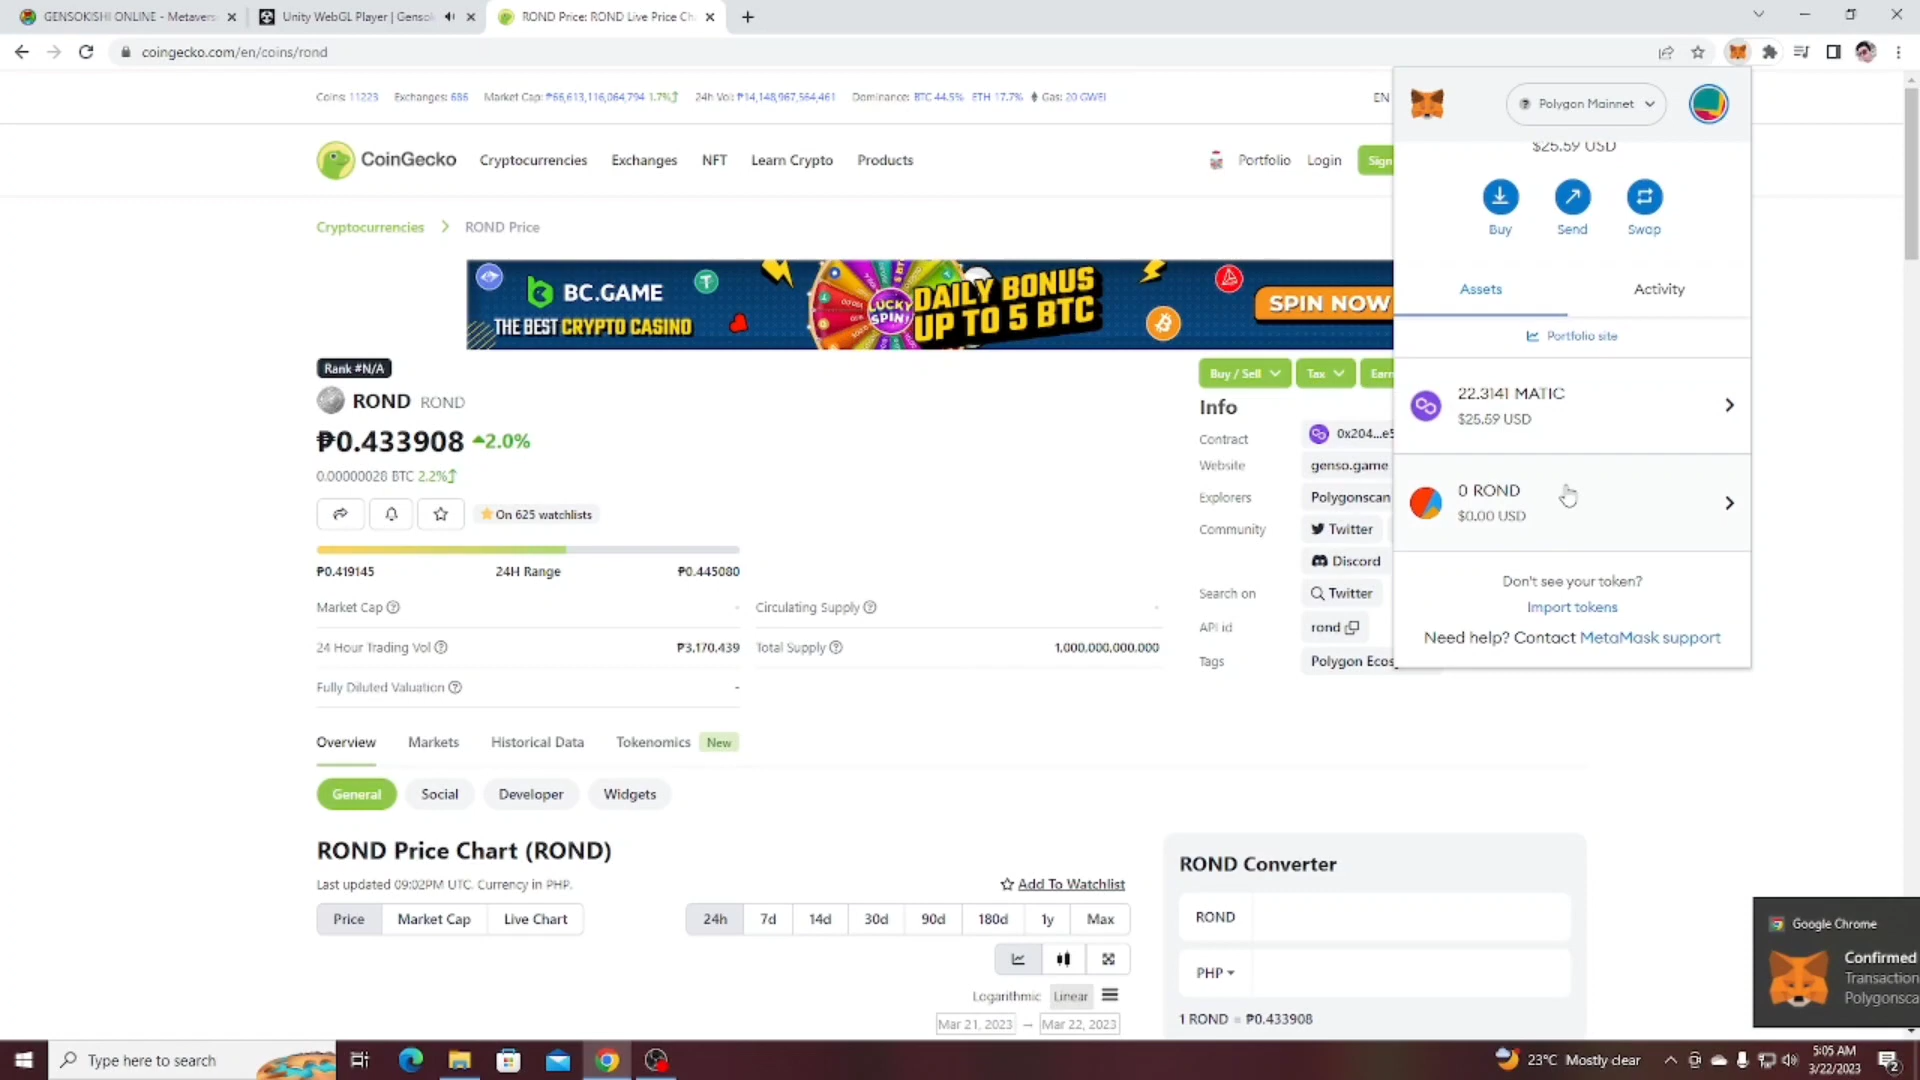 GENSOKISHI ONLINE - Metavers
Unity WebGL Player | Gensok
ROND Price: ROND Live Price Ch
coingecko.com/en/coins/rond
Coins: 11223 Exchanges: 686 Market Cap: ₱66,613,116,064,794 1.7% 24h Vol: ₱14,148,967,564,461 Dominance: BTC 44.5% ETH 17.7% Gas: 20 GWEI
EN
CoinGecko Cryptocurrencies Exchanges NFT Learn Crypto Products Portfolio Login Sign
Cryptocurrencies ROND Price
BC.GAME
THE BEST CRYPTO CASINO
LUCKY
SPIN!
DAILY BONUS
UP TO 5 BTC
SPIN NOW
Rank #N/A
ROND ROND
₱0.433908 2.0%
0.00000028 BTC 2.2%
On 625 watchlists
₱0.419145 24H Range ₱0.445080
Market Cap -
Circulating Supply -
24 Hour Trading Vol ₱3,170,439
Total Supply 1,000,000,000,000
Fully Diluted Valuation -
Buy / Sell Tax Earn
Info
Contract 0x204...e5
Website genso.game
Explorers Polygonscan
Community Twitter
Discord
Search on Twitter
API id rond
Tags Polygon Ecos
Overview Markets Historical Data Tokenomics New
General Social Developer Widgets
ROND Price Chart (ROND)
Last updated 09:02PM UTC. Currency in PHP.
Add To Watchlist
Price Market Cap Live Chart
24h 7d 14d 30d 90d 180d 1y Max
Logarithmic Linear
Mar 21, 2023 → Mar 22, 2023
ROND Converter
ROND
PHP
1 ROND = ₱0.433908
Polygon Mainnet
$25.59 USD
Buy Send Swap
Assets Activity
Portfolio site
22.3141 MATIC
$25.59 USD
0 ROND
$0.00 USD
Don't see your token?
Import tokens
Need help? Contact MetaMask support
Google Chrome
Confirmed
Transaction
Polygonsca
Type here to search
23°C Mostly clear
5:05 AM
3/22/2023
2